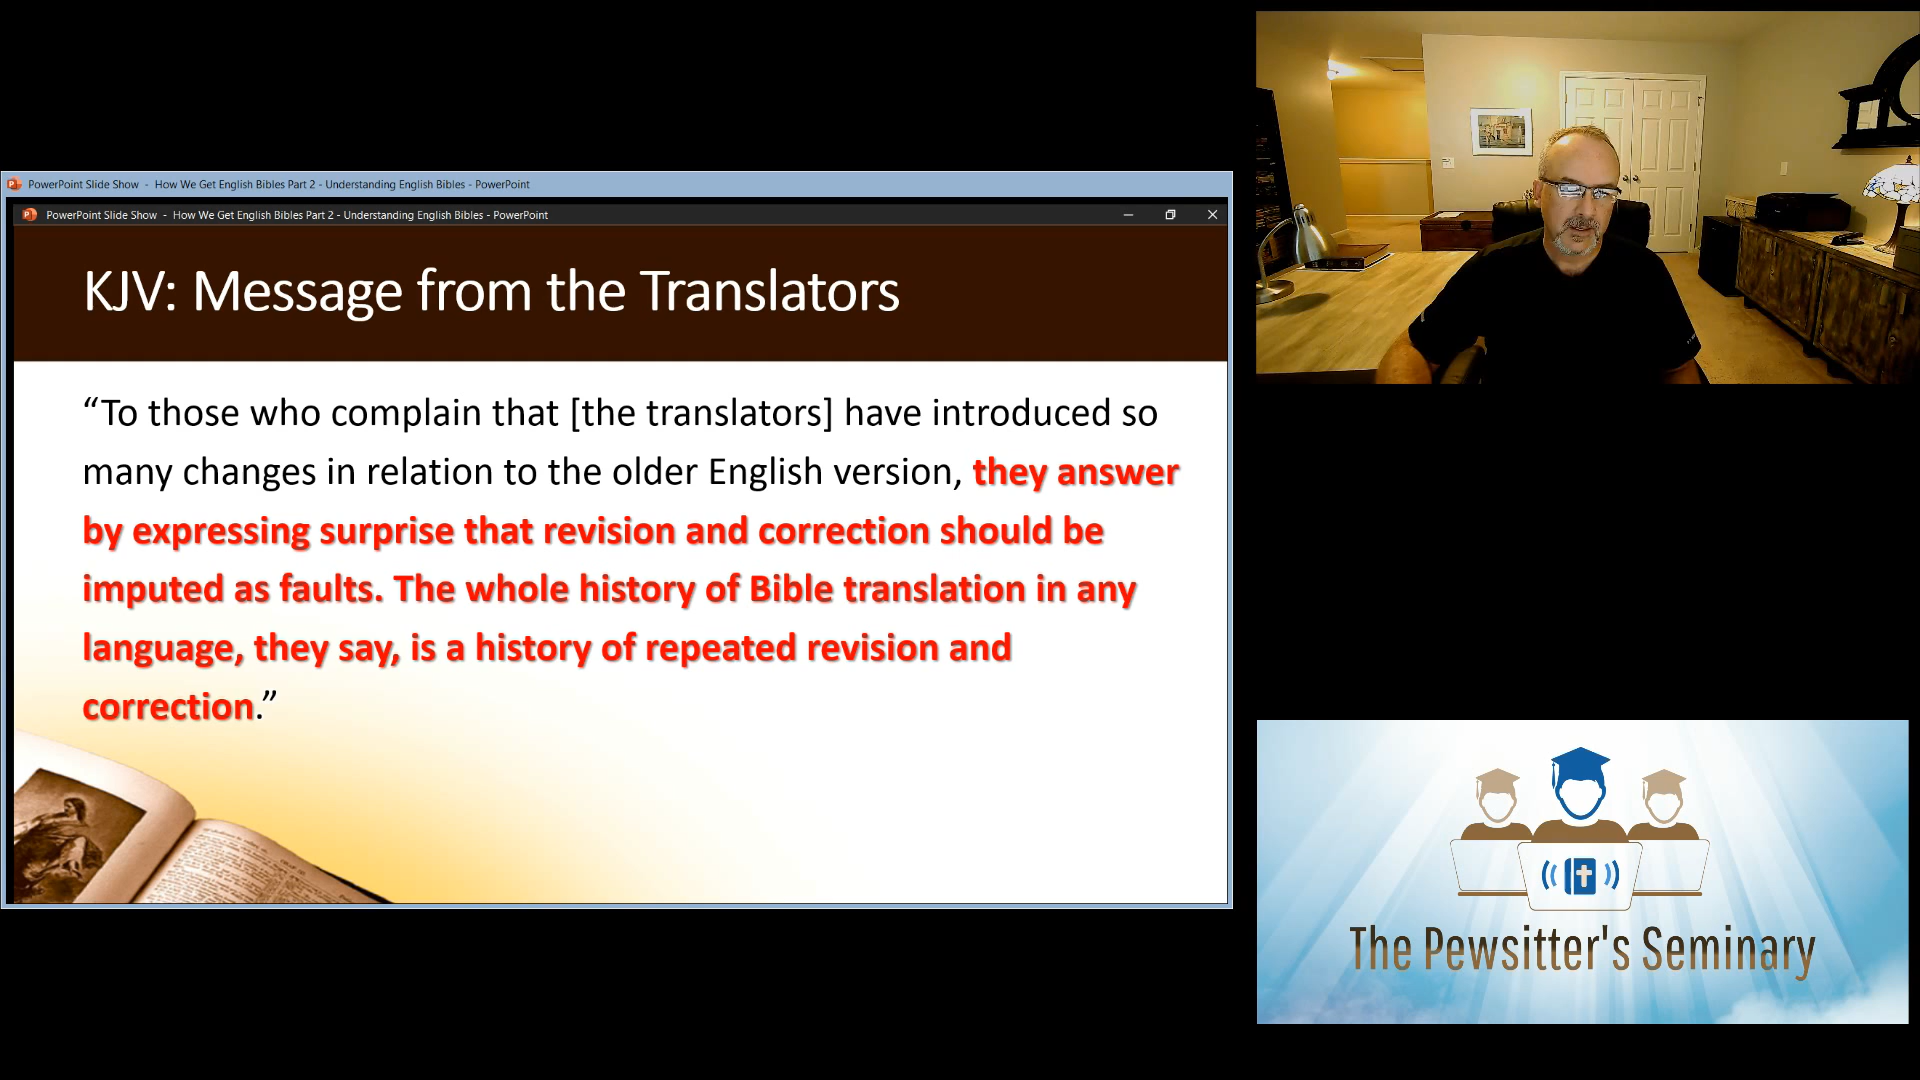 PowerPoint Slide Show - How We Get English Bibles Part 2 - Understanding English Bibles - PowerPoint
PowerPoint Slide Show - How We Get English Bibles Part 2 - Understanding English Bibles - PowerPoint
KJV: Message from the Translators
“To those who complain that [the translators] have introduced so
many changes in relation to the older English version, they answer
by expressing surprise that revision and correction should be
imputed as faults. The whole history of Bible translation in any
language, they say, is a history of repeated revision and
correction.”
The Pewsitter's Seminary